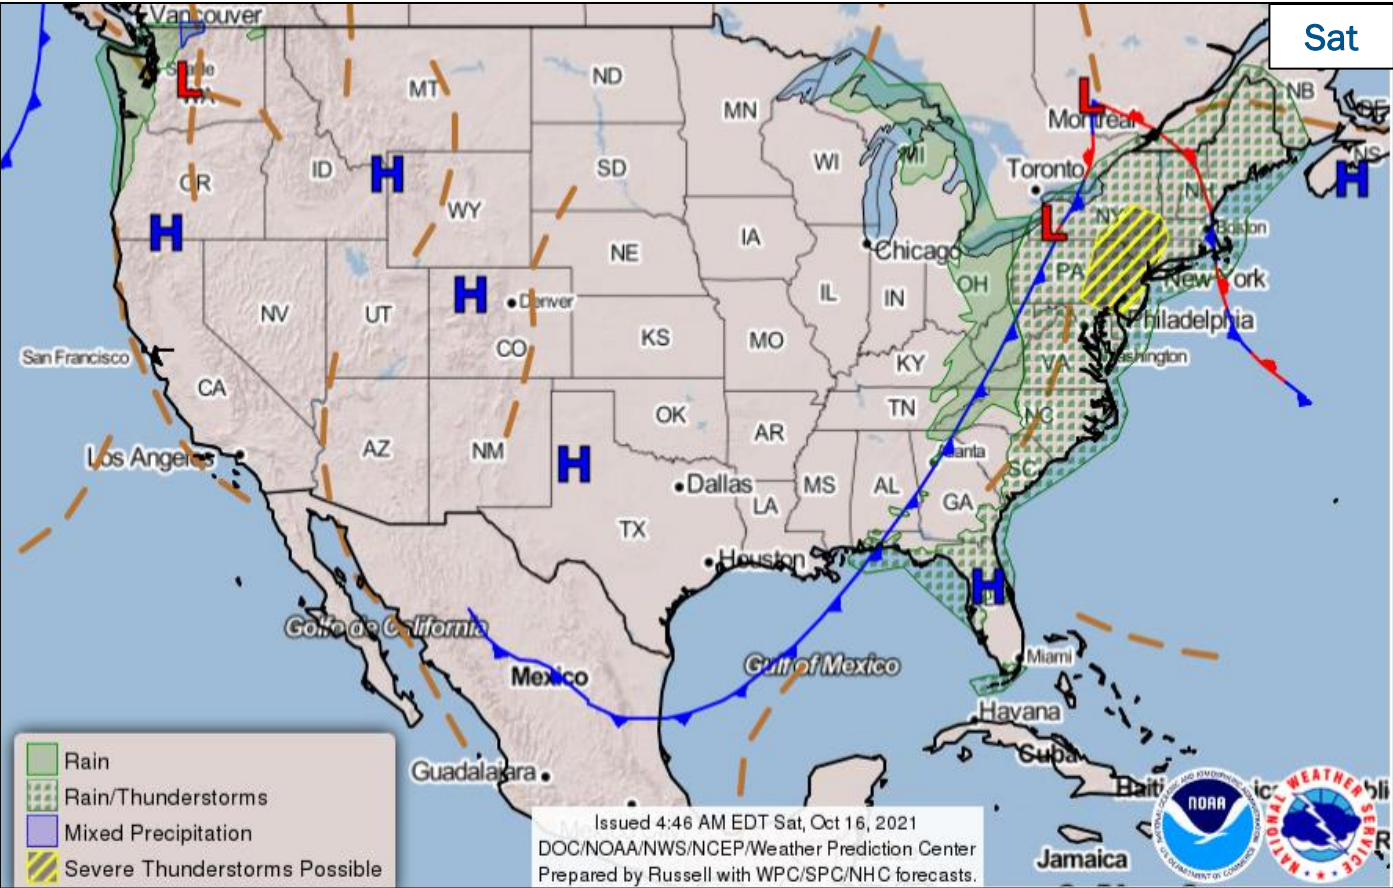 Sat
Vancouver
Seattle
L
WA
MT
ND
MN
L
Montreal
NB
NS
H
OR
ID
H
SD
WI
MI
Toronto
H
WY
NE
IA
Chicago
L
NY
NH
Boston
NV
UT
H
Denver
CO
KS
IL
IN
OH
PA
New York
Philadelphia
San Francisco
CA
MO
KY
VA
Washington
Los Angeles
AZ
NM
H
OK
AR
TN
NC
Atlanta
SC
Dallas
TX
LA
MS
AL
GA
Houston
H
Golfo de California
Mexico
Gulf of Mexico
Miami
Havana
Cuba
Guadalajara
Haiti
Jamaica
Rain
Rain/Thunderstorms
Mixed Precipitation
Severe Thunderstorms Possible
Issued 4:46 AM EDT Sat, Oct 16, 2021
DOC/NOAA/NWS/NCEP/Weather Prediction Center
Prepared by Russell with WPC/SPC/NHC forecasts.
NOAA
NATIONAL WEATHER SERVICE